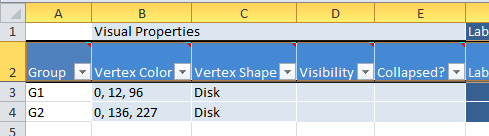 A B C D E
1 Visual Properties Lab
2 Group Vertex Color Vertex Shape Visibility Collapsed? Lab
3 G1 0, 12, 96 Disk
4 G2 0, 136, 227 Disk
5